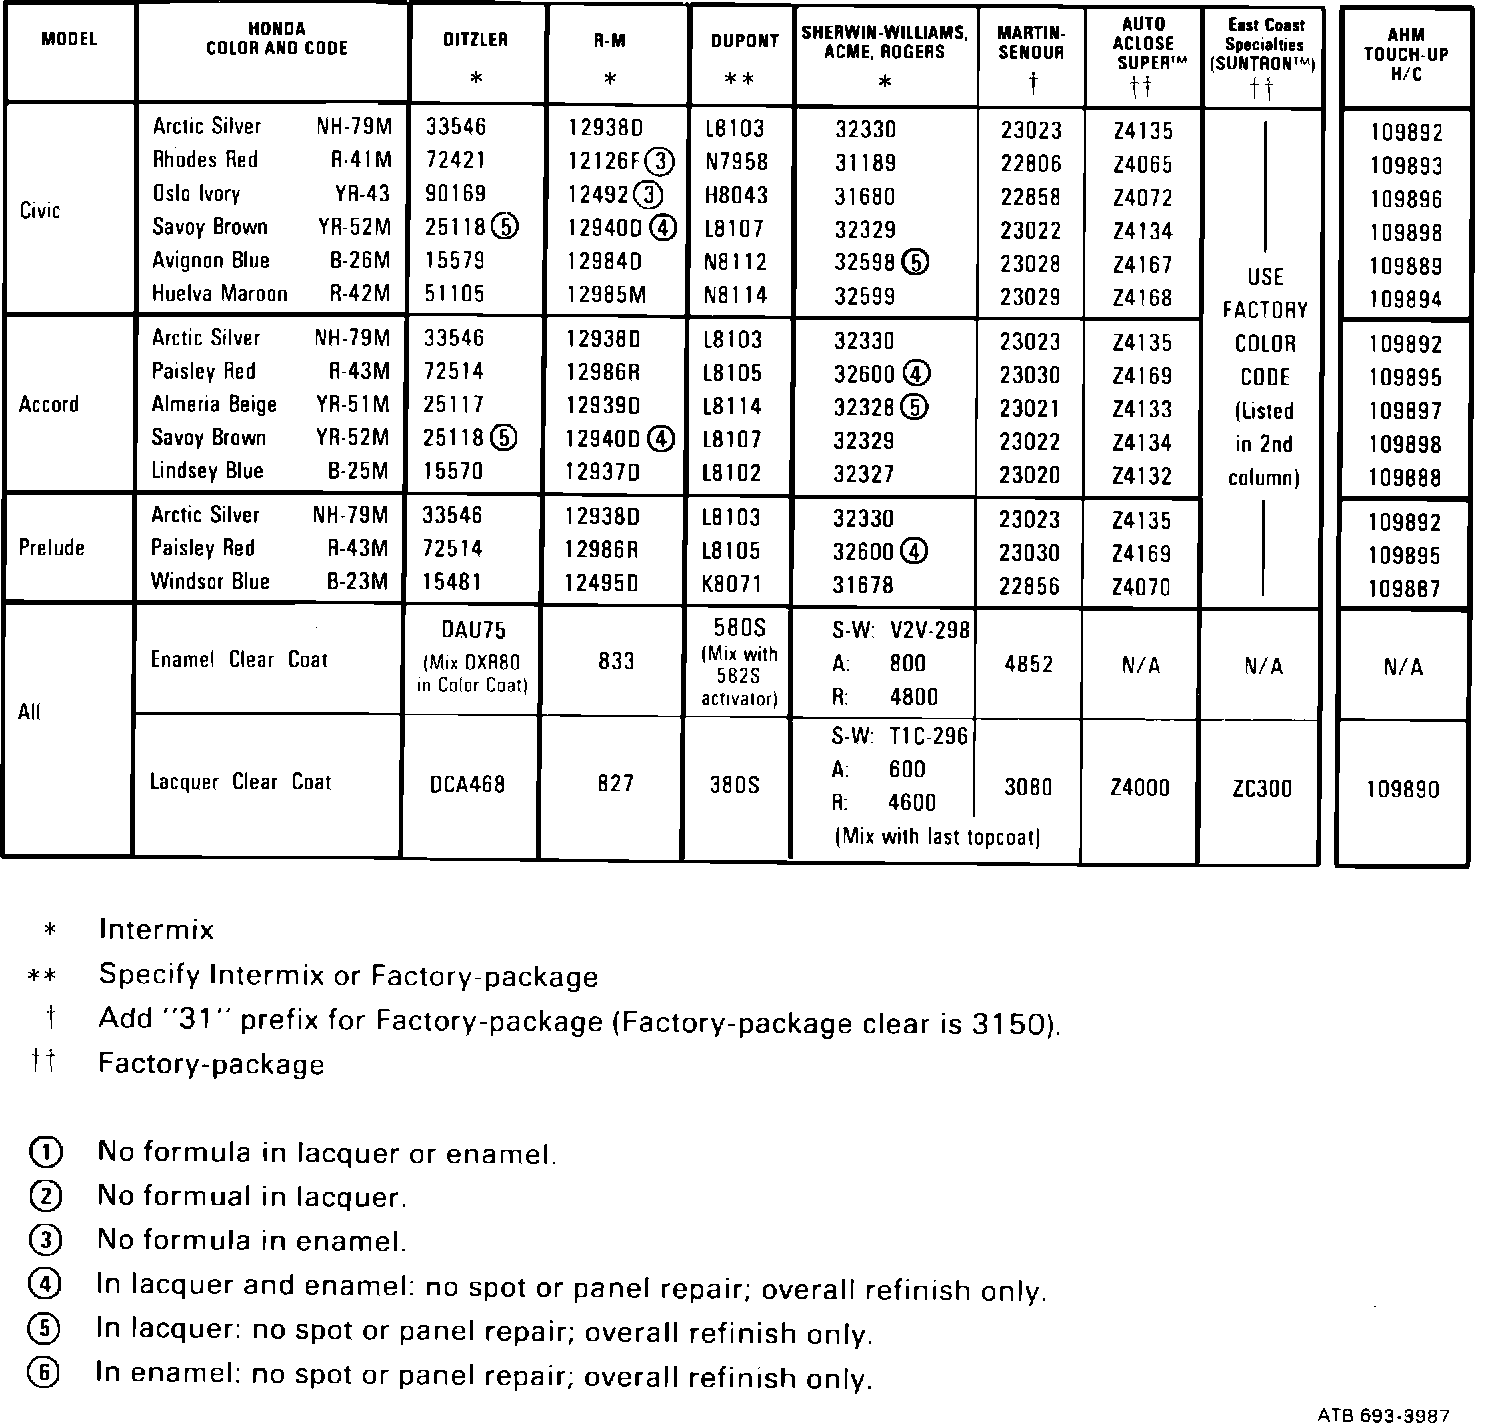 MODEL HONDA COLOR AND CODE DITZLER * R-M * DUPONT ** SHERWIN-WILLIAMS, ACME, ROGERS * MARTIN-SENOUR † AUTO ACLOSE SUPER™ †† East Coast Specialties (SUNTRON™) †† AHM TOUCH-UP H/C
Civic
Arctic Silver NH-79M 33546 12938D L8103 32330 23023 Z4135 109892
Rhodes Red R-41M 72421 12126F ③ N7958 31189 22806 Z4065 109893
Oslo Ivory YR-43 90169 12492 ③ H8043 31680 22858 Z4072 109896
Savoy Brown YR-52M 25118 ⑤ 12940D ④ L8107 32329 23022 Z4134 109898
Avignon Blue B-26M 15579 12984D N8112 32598 ⑤ 23028 Z4167 109889
Huelva Maroon R-42M 51105 12985M N8114 32599 23029 Z4168 109894
USE
FACTORY
COLOR
CODE
(Listed
in 2nd
column)
Accord
Arctic Silver NH-79M 33546 12938D L8103 32330 23023 Z4135 109892
Paisley Red R-43M 72514 12986R L8105 32600 ④ 23030 Z4169 109895
Almeria Beige YR-51M 25117 12939D L8114 32328 ⑤ 23021 Z4133 109897
Savoy Brown YR-52M 25118 ⑤ 12940D ④ L8107 32329 23022 Z4134 109898
Lindsey Blue B-25M 15570 12937D L8102 32327 23020 Z4132 109888
Prelude
Arctic Silver NH-79M 33546 12938D L8103 32330 23023 Z4135 109892
Paisley Red R-43M 72514 12986R L8105 32600 ④ 23030 Z4169 109895
Windsor Blue B-23M 15481 12495D K8071 31678 22856 Z4070 109887
All
Enamel Clear Coat
DAU75
(Mix DXR80
in Color Coat)
833
580S
(Mix with
582S
activator)
S-W: V2V-298
A: 800
R: 4800
4852 N/A N/A N/A
Lacquer Clear Coat DCA468 827 380S
S-W: T1C-296
A: 600
R: 4600
(Mix with last topcoat)
3080 Z4000 ZC300 109890
* Intermix
** Specify Intermix or Factory-package
† Add "31" prefix for Factory-package (Factory-package clear is 3150).
†† Factory-package
① No formula in lacquer or enamel.
② No formual in lacquer.
③ No formula in enamel.
④ In lacquer and enamel: no spot or panel repair; overall refinish only.
⑤ In lacquer: no spot or panel repair; overall refinish only.
⑥ In enamel: no spot or panel repair; overall refinish only.
ATB 693-3987